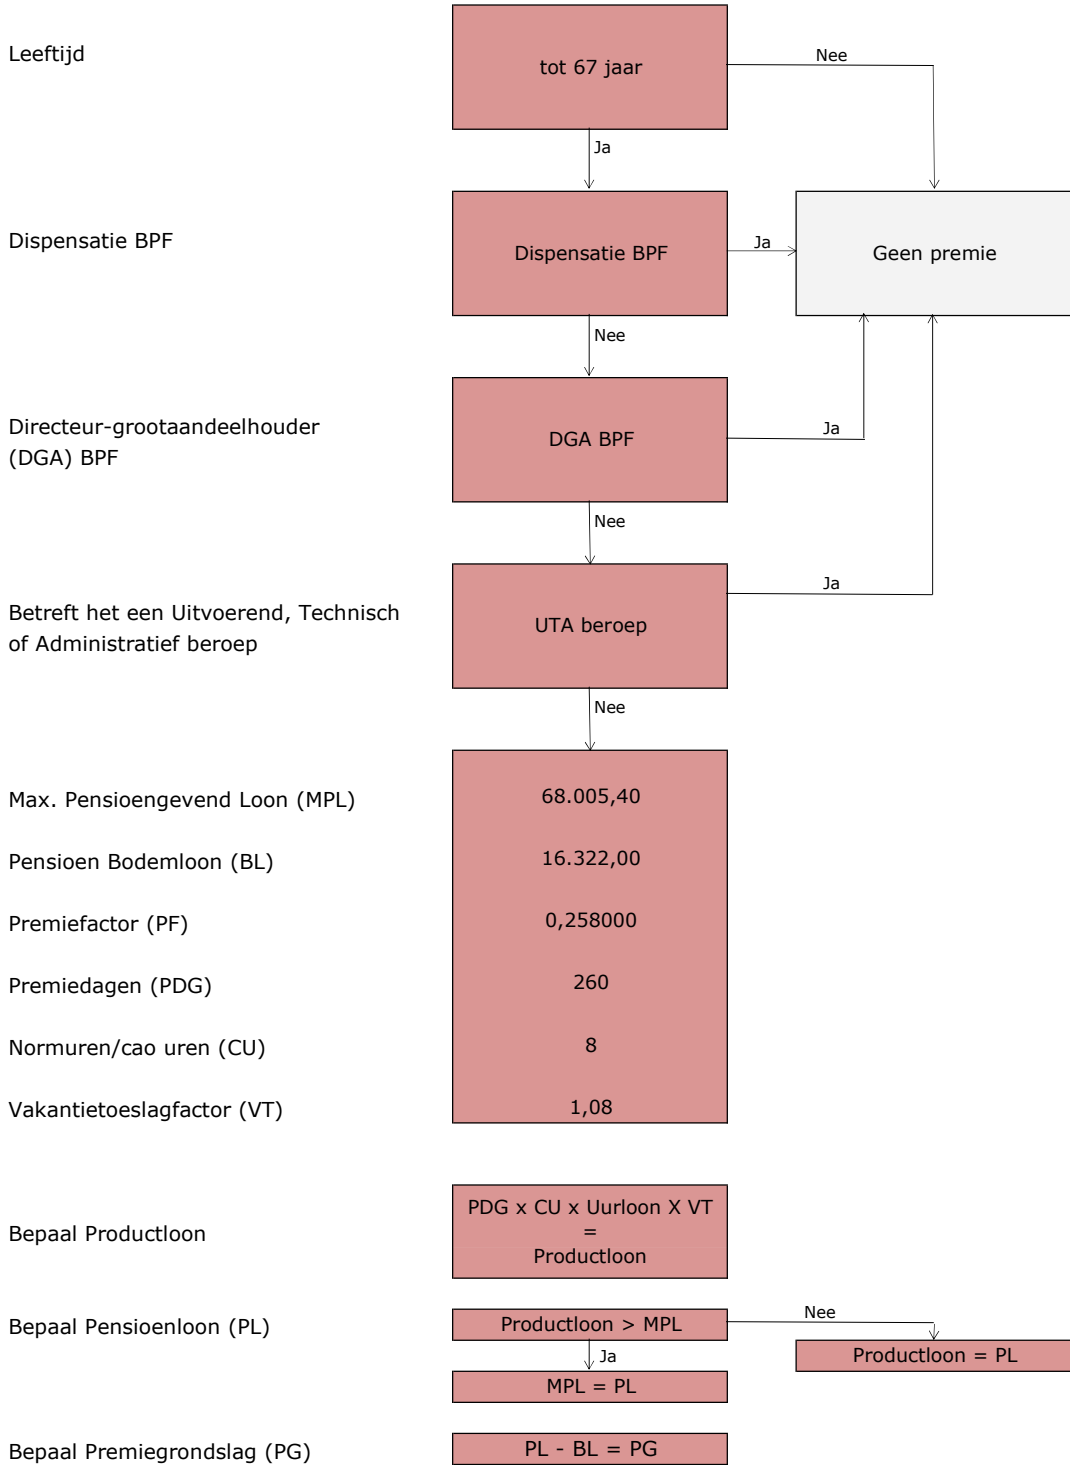 Leeftijd
tot 67 jaar
Nee
Ja
Dispensatie BPF
Dispensatie BPF
Ja
Geen premie
Nee
Directeur-grootaandeelhouder
(DGA) BPF
DGA BPF
Ja
Nee
Betreft het een Uitvoerend, Technisch
of Administratief beroep
UTA beroep
Ja
Nee
Max. Pensioengevend Loon (MPL)
68.005,40
Pensioen Bodemloon (BL)
16.322,00
Premiefactor (PF)
0,258000
Premiedagen (PDG)
260
Normuren/cao uren (CU)
8
Vakantietoeslagfactor (VT)
1,08
Bepaal Productloon
PDG x CU x Uurloon X VT
=
Productloon
Bepaal Pensioenloon (PL)
Productloon > MPL
Nee
Productloon = PL
Ja
MPL = PL
Bepaal Premiegrondslag (PG)
PL - BL = PG